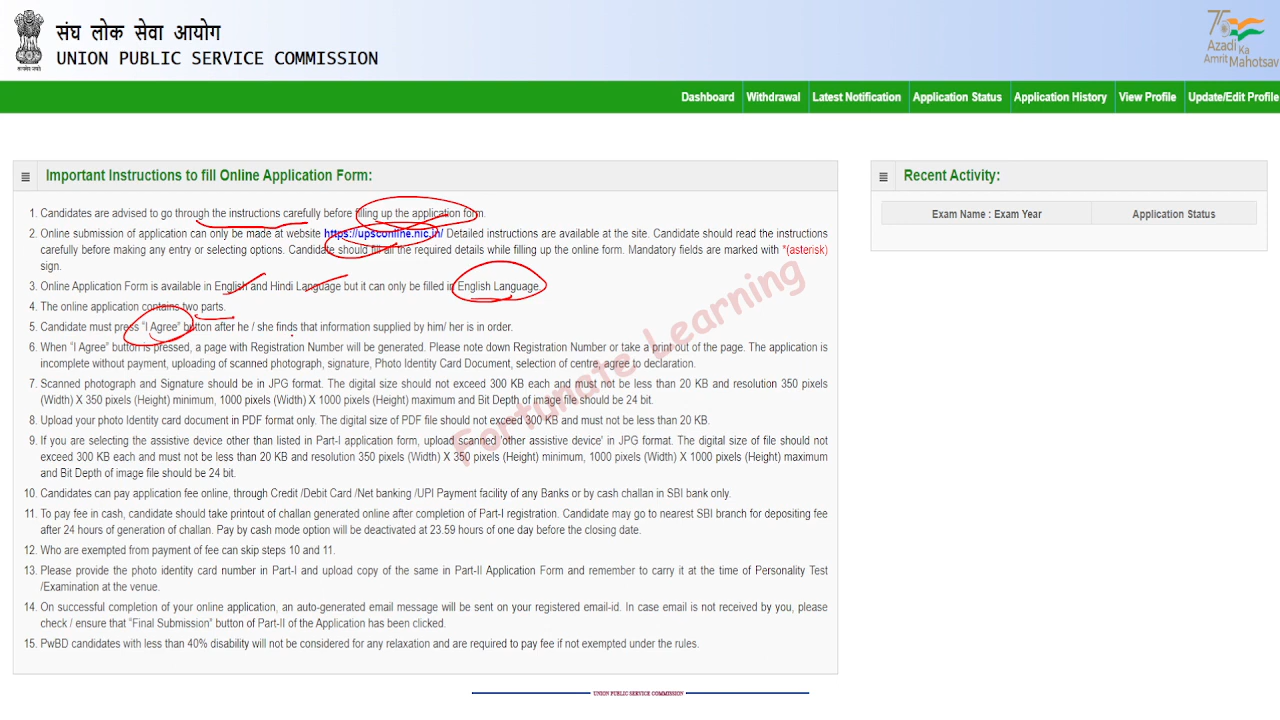 संघ लोक सेवा आयोग
UNION PUBLIC SERVICE COMMISSION
सत्यमेव जयते
75
Azadi
Ka
Amrit Mahotsav
Dashboard
Withdrawal
Latest Notification
Application Status
Application History
View Profile
Update/Edit Profile
Important Instructions to fill Online Application Form:
1. Candidates are advised to go through the instructions carefully before filling up the application form.
2. Online submission of application can only be made at website https://upsconline.nic.in/ Detailed instructions are available at the site. Candidate should read the instructions
carefully before making any entry or selecting options. Candidate should fill all the required details while filling up the online form. Mandatory fields are marked with *(asterisk)
sign.
3. Online Application Form is available in English and Hindi Language but it can only be filled in English Language.
4. The online application contains two parts.
5. Candidate must press "I Agree" button after he / she finds that information supplied by him/ her is in order.
6. When "I Agree" button is pressed, a page with Registration Number will be generated. Please note down Registration Number or take a print out of the page. The application is
incomplete without payment, uploading of scanned photograph, signature, Photo Identity Card Document, selection of centre, agree to declaration.
7. Scanned photograph and Signature should be in JPG format. The digital size should not exceed 300 KB each and must not be less than 20 KB and resolution 350 pixels
(Width) X 350 pixels (Height) minimum, 1000 pixels (Width) X 1000 pixels (Height) maximum and Bit Depth of image file should be 24 bit.
8. Upload your photo Identity card document in PDF format only. The digital size of PDF file should not exceed 300 KB and must not be less than 20 KB.
9. If you are selecting the assistive device other than listed in Part-I application form, upload scanned 'other assistive device' in JPG format. The digital size of file should not
exceed 300 KB each and must not be less than 20 KB and resolution 350 pixels (Width) X 350 pixels (Height) minimum, 1000 pixels (Width) X 1000 pixels (Height) maximum
and Bit Depth of image file should be 24 bit.
10. Candidates can pay application fee online, through Credit /Debit Card /Net banking /UPI Payment facility of any Banks or by cash challan in SBI bank only.
11. To pay fee in cash, candidate should take printout of challan generated online after completion of Part-I registration. Candidate may go to nearest SBI branch for depositing fee
after 24 hours of generation of challan. Pay by cash mode option will be deactivated at 23.59 hours of one day before the closing date.
12. Who are exempted from payment of fee can skip steps 10 and 11.
13. Please provide the photo identity card number in Part-I and upload copy of the same in Part-II Application Form and remember to carry it at the time of Personality Test
/Examination at the venue.
14. On successful completion of your online application, an auto-generated email message will be sent on your registered email-id. In case email is not received by you, please
check / ensure that "Final Submission" button of Part-II of the Application has been clicked.
15. PwBD candidates with less than 40% disability will not be considered for any relaxation and are required to pay fee if not exempted under the rules.
Fortunate Learning
Recent Activity:
Exam Name : Exam Year
Application Status
UNION PUBLIC SERVICE COMMISSION